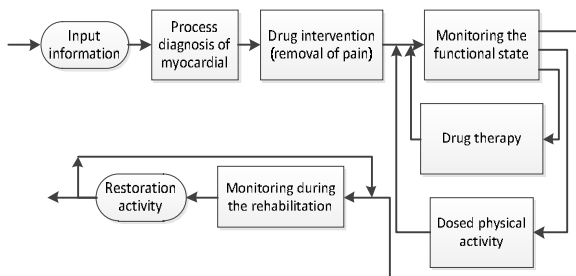 Input
information
Process
diagnosis of
myocardial
Drug intervention
(removal of pain)
Monitoring the
functional state
Drug therapy
Restoration
activity
Monitoring during
the rehabilitation
Dosed physical
activity